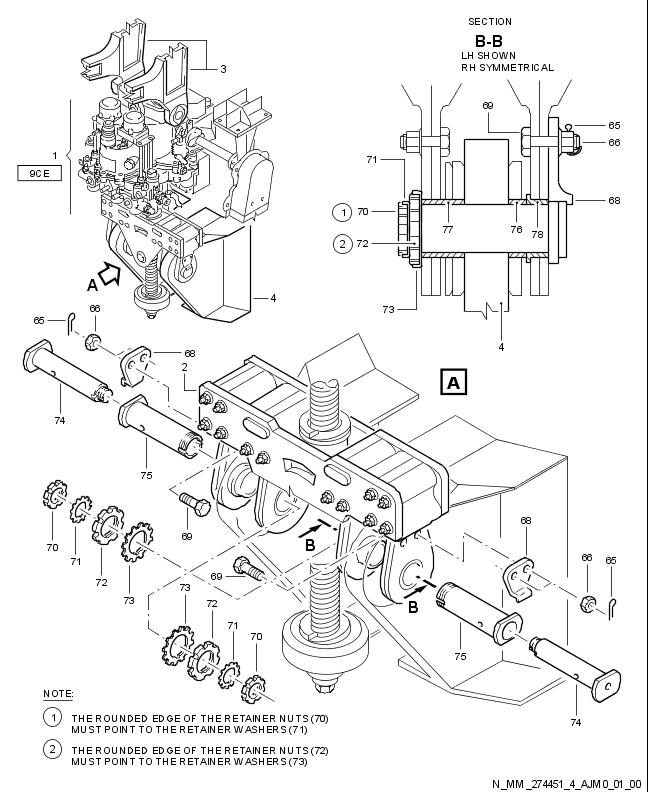 SECTION
B-B
LH SHOWN
RH SYMMETRICAL
3
1
9CE
A
4
69
65
66
71
1 70
68
77 76 78
2 72
73
4
65
66
68
2
A
74
75
69
70
71
72
73
B
69
B
68
66
65
73
72
71
70
75
74
NOTE:
1 THE ROUNDED EDGE OF THE RETAINER NUTS (70)
MUST POINT TO THE RETAINER WASHERS (71)
2 THE ROUNDED EDGE OF THE RETAINER NUTS (72)
MUST POINT TO THE RETAINER WASHERS (73)
N_MM_274451_4_AJM0_01_00